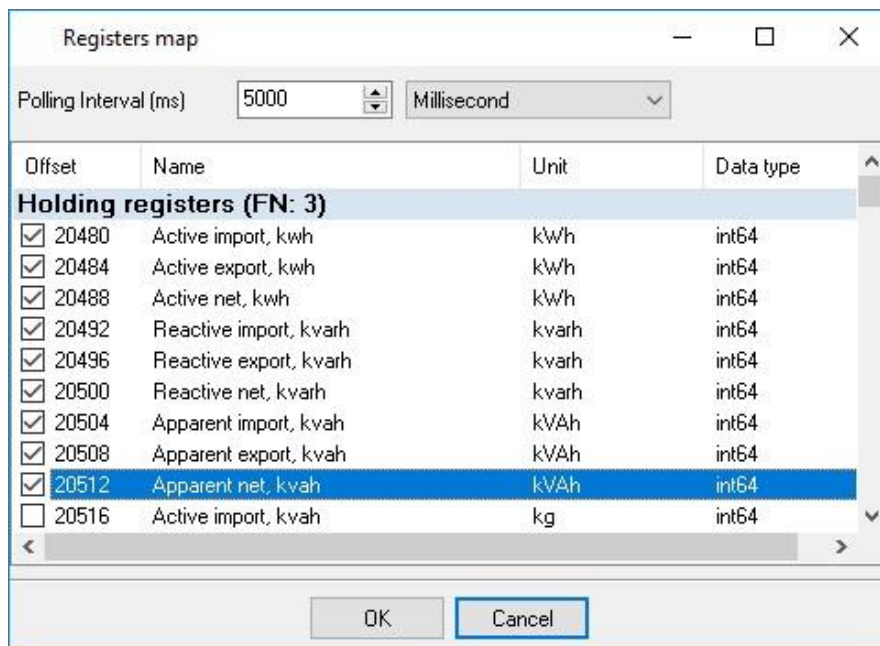 Registers map
Polling Interval (ms) 5000 Millisecond
Offset Name Unit Data type
Holding registers (FN: 3)
20480 Active import, kwh kWh int64
20484 Active export, kwh kWh int64
20488 Active net, kwh kWh int64
20492 Reactive import, kvarh kvarh int64
20496 Reactive export, kvarh kvarh int64
20500 Reactive net, kvarh kvarh int64
20504 Apparent import, kvah kVAh int64
20508 Apparent export, kvah kVAh int64
20512 Apparent net, kvah kVAh int64
20516 Active import, kvah kg int64
OK Cancel